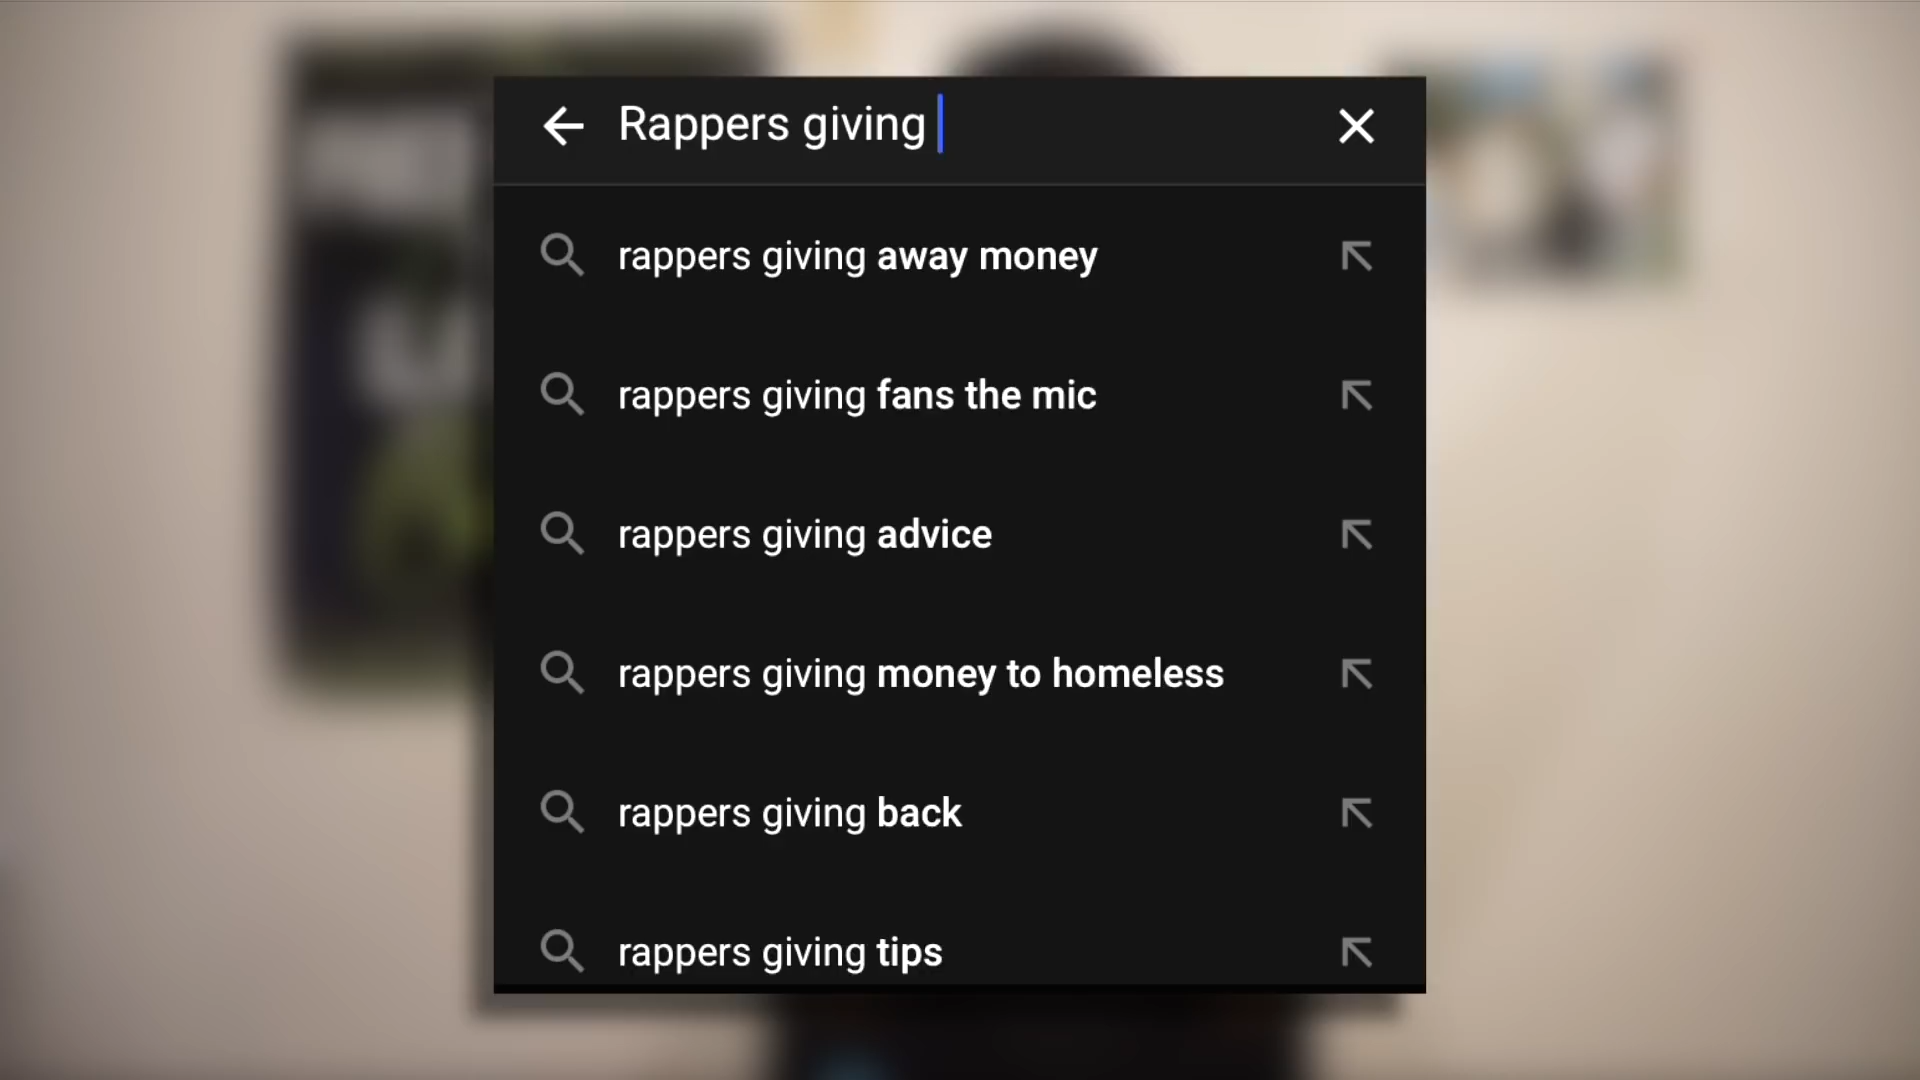 Rappers giving
rappers giving away money
rappers giving fans the mic
rappers giving advice
rappers giving money to homeless
rappers giving back
rappers giving tips